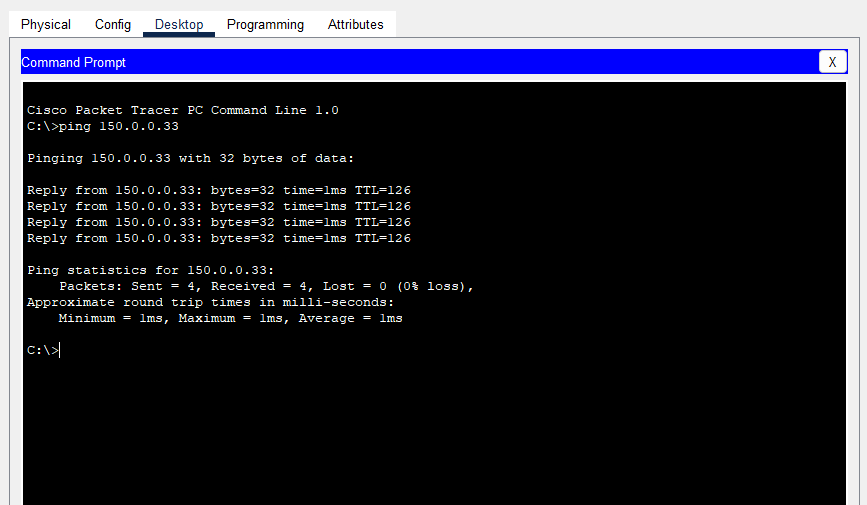 Physical Config Desktop Programming Attributes
Command Prompt X
Cisco Packet Tracer PC Command Line 1.0
C:\>ping 150.0.0.33
Pinging 150.0.0.33 with 32 bytes of data:
Reply from 150.0.0.33: bytes=32 time=1ms TTL=126
Reply from 150.0.0.33: bytes=32 time=1ms TTL=126
Reply from 150.0.0.33: bytes=32 time=1ms TTL=126
Reply from 150.0.0.33: bytes=32 time=1ms TTL=126
Ping statistics for 150.0.0.33:
Packets: Sent = 4, Received = 4, Lost = 0 (0% loss),
Approximate round trip times in milli-seconds:
Minimum = 1ms, Maximum = 1ms, Average = 1ms
C:\>